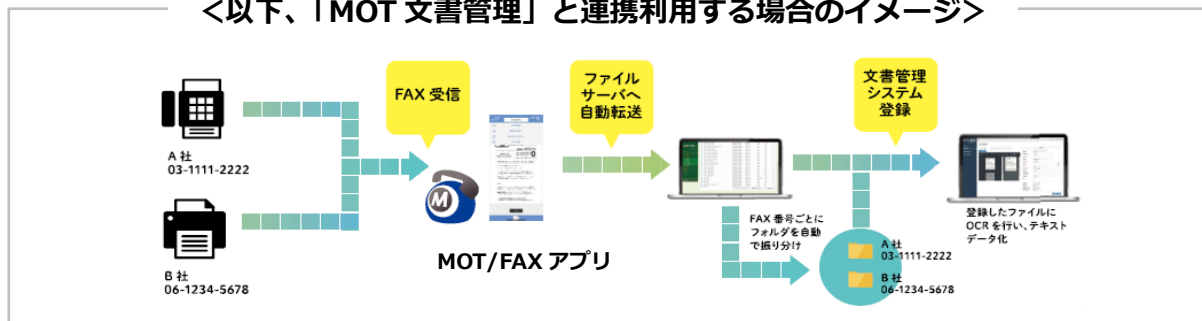 <以下、「MOT 文書管理」と連携利用する場合のイメージ>
FAX 受信
ファイル
サーバへ
自動転送
文書管理
システム
登録
A 社
03-1111-2222
B 社
06-1234-5678
M
MOT/FAX アプリ
FAX 番号ごとに
フォルダを自動
で振り分け
A 社
03-1111-2222
B 社
06-1234-5678
登録したファイルに
OCR を行い、テキスト
データ化